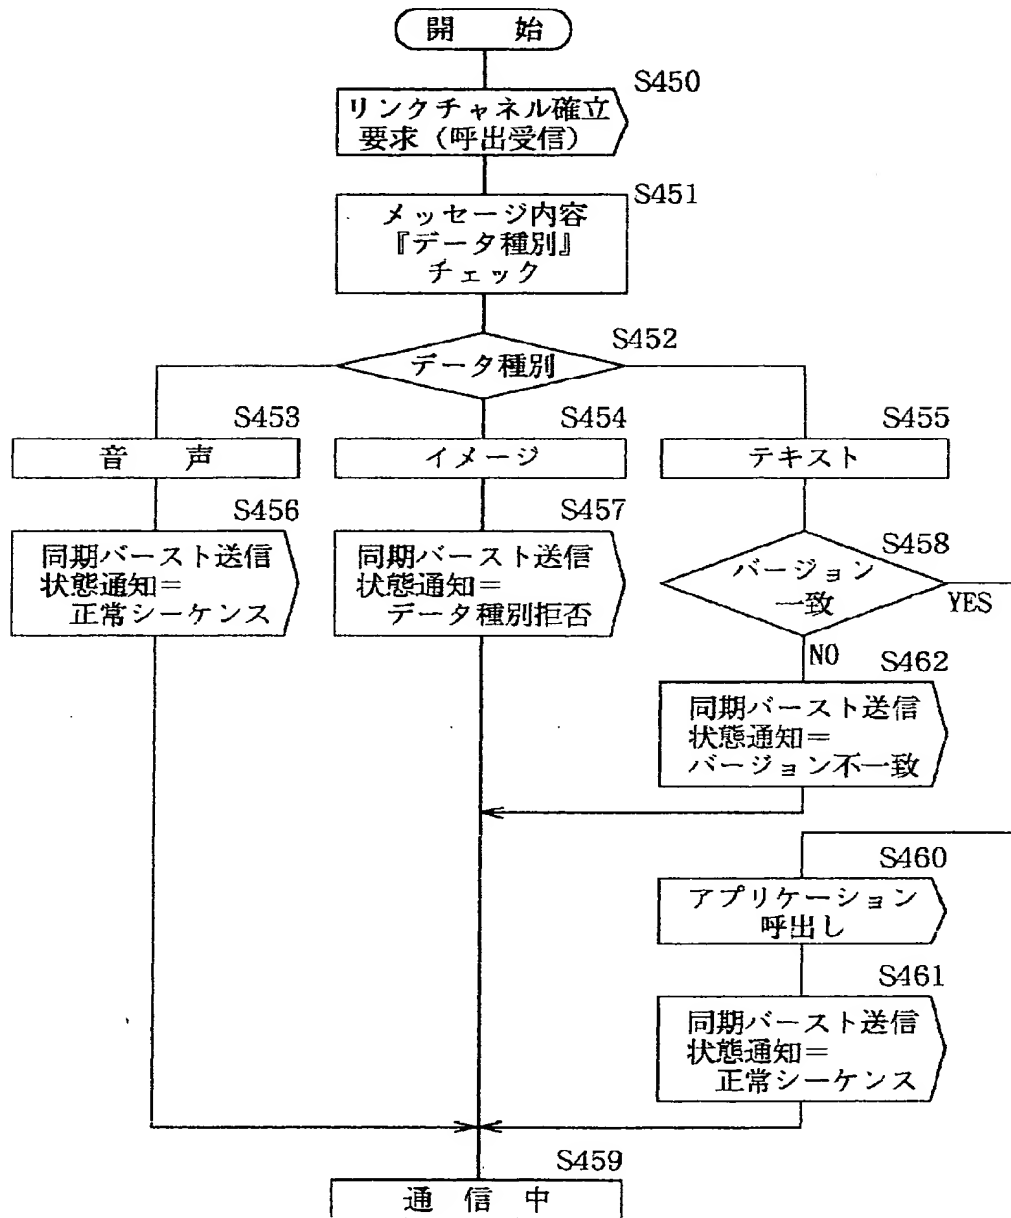 開 始
S450
リンクチャネル確立
要求（呼出受信）
S451
メッセージ内容
『データ種別』
チェック
S452
データ種別
S453
音 声
S454
イメージ
S455
テキスト
S456
同期バースト送信
状態通知＝
正常シーケンス
S457
同期バースト送信
状態通知＝
データ種別拒否
S458
バージョン
一致
YES
NO
S462
同期バースト送信
状態通知＝
バージョン不一致
S460
アプリケーション
呼出し
S461
同期バースト送信
状態通知＝
正常シーケンス
S459
通 信 中